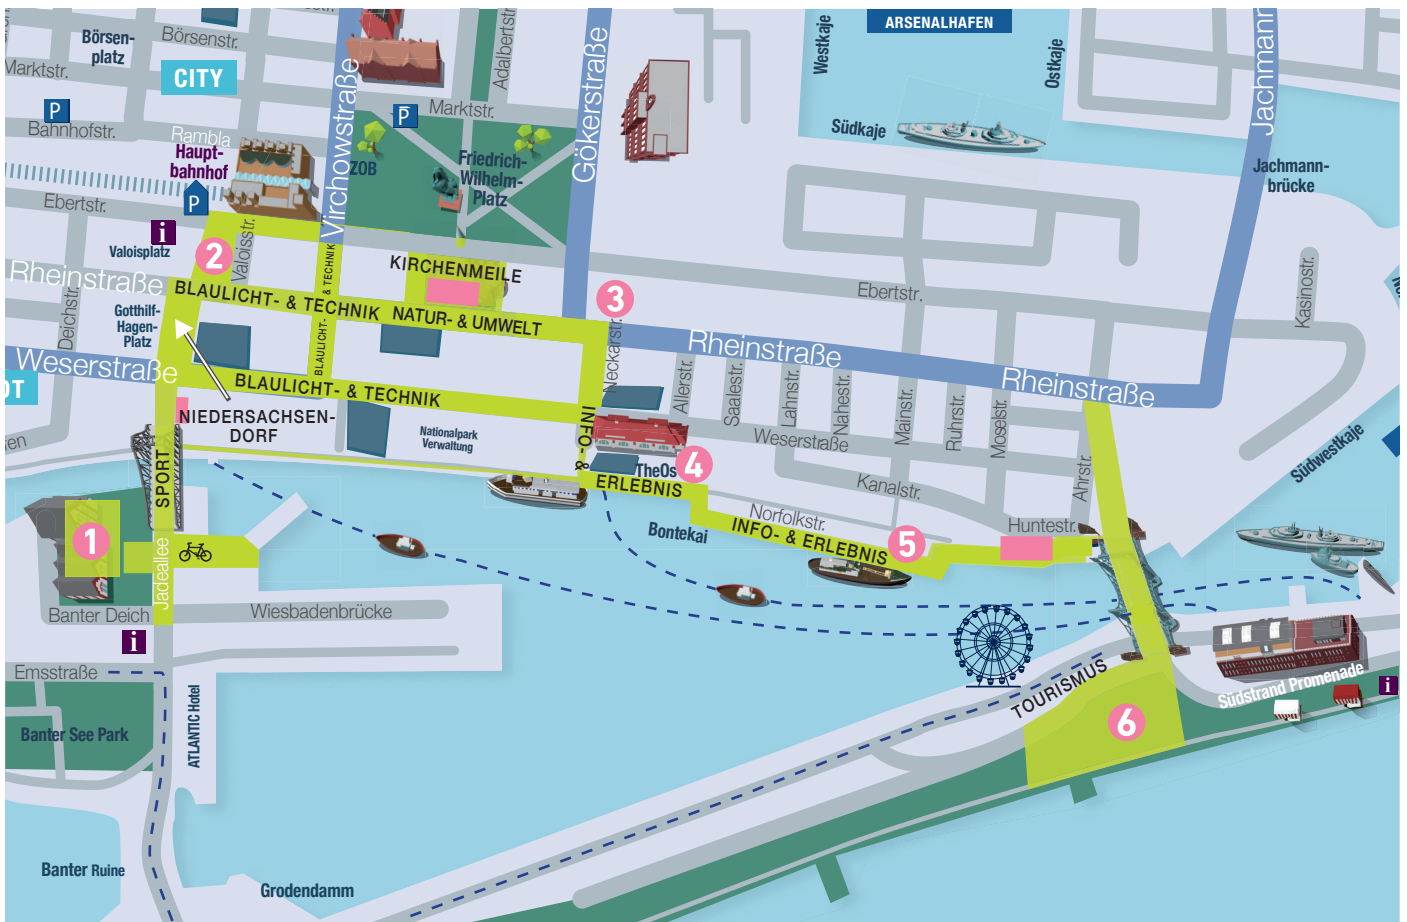 ARSENALHAFEN
Börsen-
platz
Börsenstr.
Adalbertstr.
Gökerstraße
Westkaje
Ostkaje
Jachmann
Marktstr.
CITY
Virchowstraße
P
P
Marktstr.
Südkaje
Bahnhofstr.
Rambla
Haupt-
bahnhof
ZOB
Friedrich-
Wilhelm-
Platz
Jachmann-
brücke
P
Ebertstr.
i
Valoisplatz
2
Valoisstr.
& TECHNIK
KIRCHENMEILE
Rheinstraße
BLAULICHT- & TECHNIK
NATUR- & UMWELT
3
Ebertstr.
Kasinostr.
Deichstr.
Gotthilf-
Hagen-
Platz
BLAULICHT-
Neckarstr.
Rheinstraße
Rheinstraße
Weserstraße
BLAULICHT- & TECHNIK
Allerstr.
Saalestr.
Lahnstr.
Nahestr.
Mainstr.
Ruhrstr.
Moselstr.
NIEDERSACHSEN-
DORF
INFO- &
ERLEBNIS
Nationalpark
Verwaltung
Weserstraße
Südwestkaje
SPORT
TheOs
4
Kanalstr.
Ahrstr.
Norfolkstr.
Huntestr.
Bontekai
INFO- & ERLEBNIS
5
1
Jadeallee
Banter Deich
Wiesbadenbrücke
i
Emsstraße
TOURISMUS
Südstrand Promenade
i
6
ATLANTIC Hotel
Banter See Park
Banter Ruine
Grodendamm